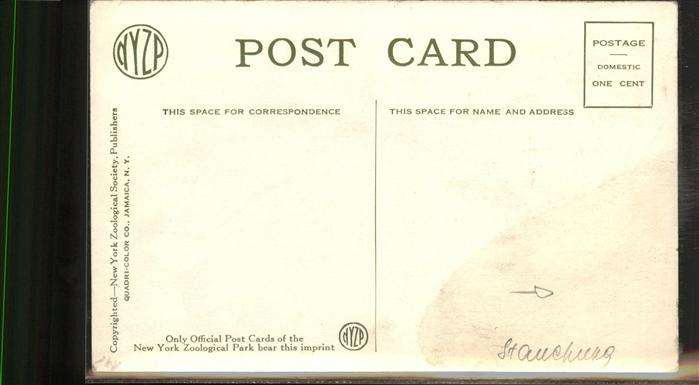 NYZP
POST CARD
POSTAGE
DOMESTIC
ONE CENT
THIS SPACE FOR CORRESPONDENCE
THIS SPACE FOR NAME AND ADDRESS
Copyrighted—New York Zoological Society, Publishers
QUADRI-COLOR CO., JAMAICA, N. Y.
Only Official Post Cards of the
New York Zoological Park bear this imprint
NYZP